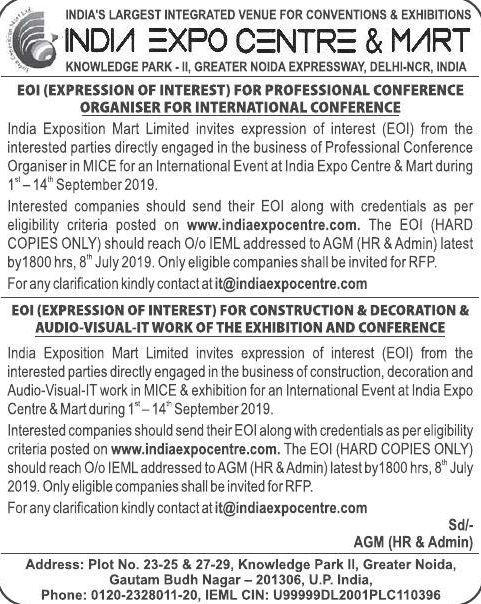 INDIA'S LARGEST INTEGRATED VENUE FOR CONVENTIONS & EXHIBITIONS
INDIA EXPO CENTRE & MART
KNOWLEDGE PARK - II, GREATER NOIDA EXPRESSWAY, DELHI-NCR, INDIA
India Exposition Mart Ltd.
EOI (EXPRESSION OF INTEREST) FOR PROFESSIONAL CONFERENCE
ORGANISER FOR INTERNATIONAL CONFERENCE
India Exposition Mart Limited invites expression of interest (EOI) from the
interested parties directly engaged in the business of Professional Conference
Organiser in MICE for an International Event at India Expo Centre & Mart during
1st – 14th September 2019.
Interested companies should send their EOI along with credentials as per
eligibility criteria posted on www.indiaexpocentre.com. The EOI (HARD
COPIES ONLY) should reach O/o IEML addressed to AGM (HR & Admin) latest
by1800 hrs, 8th July 2019. Only eligible companies shall be invited for RFP.
For any clarification kindly contact at it@indiaexpocentre.com
EOI (EXPRESSION OF INTEREST) FOR CONSTRUCTION & DECORATION &
AUDIO-VISUAL-IT WORK OF THE EXHIBITION AND CONFERENCE
India Exposition Mart Limited invites expression of interest (EOI) from the
interested parties directly engaged in the business of construction, decoration and
Audio-Visual-IT work in MICE & exhibition for an International Event at India Expo
Centre & Mart during 1st – 14th September 2019.
Interested companies should send their EOI along with credentials as per eligibility
criteria posted on www.indiaexpocentre.com. The EOI (HARD COPIES ONLY)
should reach O/o IEML addressed to AGM (HR & Admin) latest by1800 hrs, 8th July
2019. Only eligible companies shall be invited for RFP.
For any clarification kindly contact at it@indiaexpocentre.com
Sd/-
AGM (HR & Admin)
Address: Plot No. 23-25 & 27-29, Knowledge Park II, Greater Noida,
Gautam Budh Nagar – 201306, U.P. India,
Phone: 0120-2328011-20, IEML CIN: U99999DL2001PLC110396